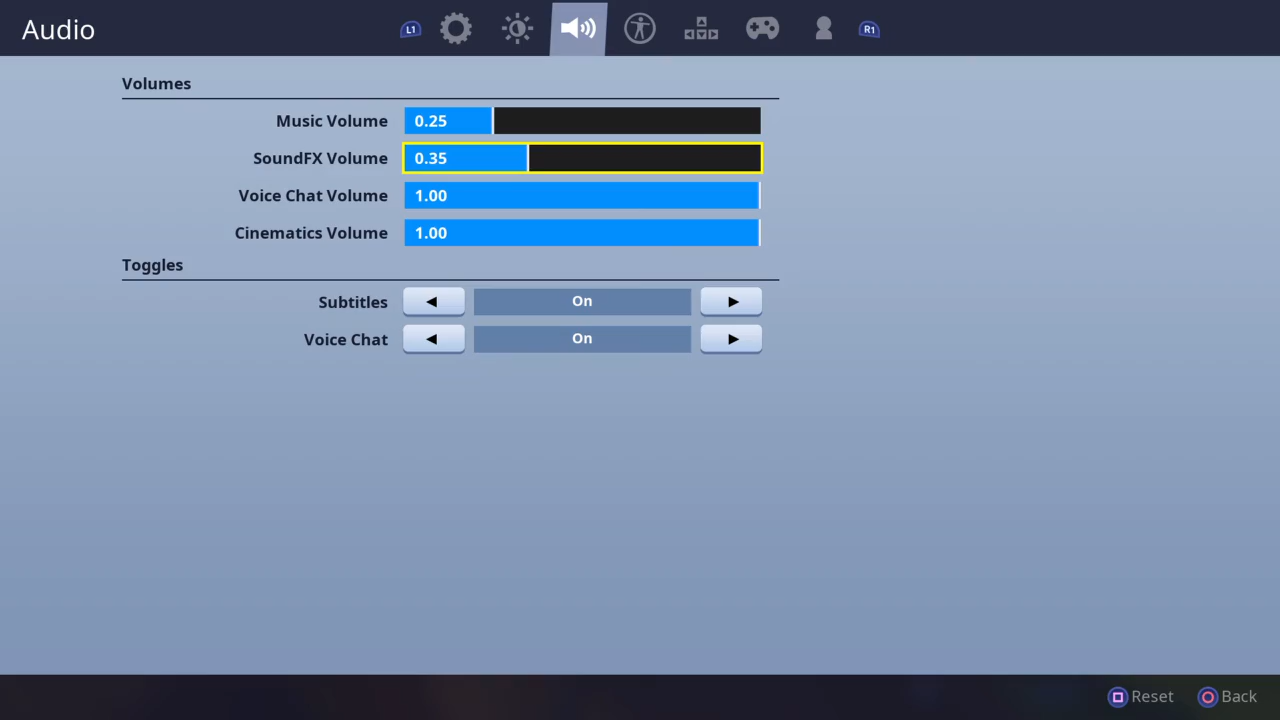 Audio
L1
R1
Volumes
Music Volume 0.25
SoundFX Volume 0.35
Voice Chat Volume 1.00
Cinematics Volume 1.00
Toggles
Subtitles On
Voice Chat On
Reset Back